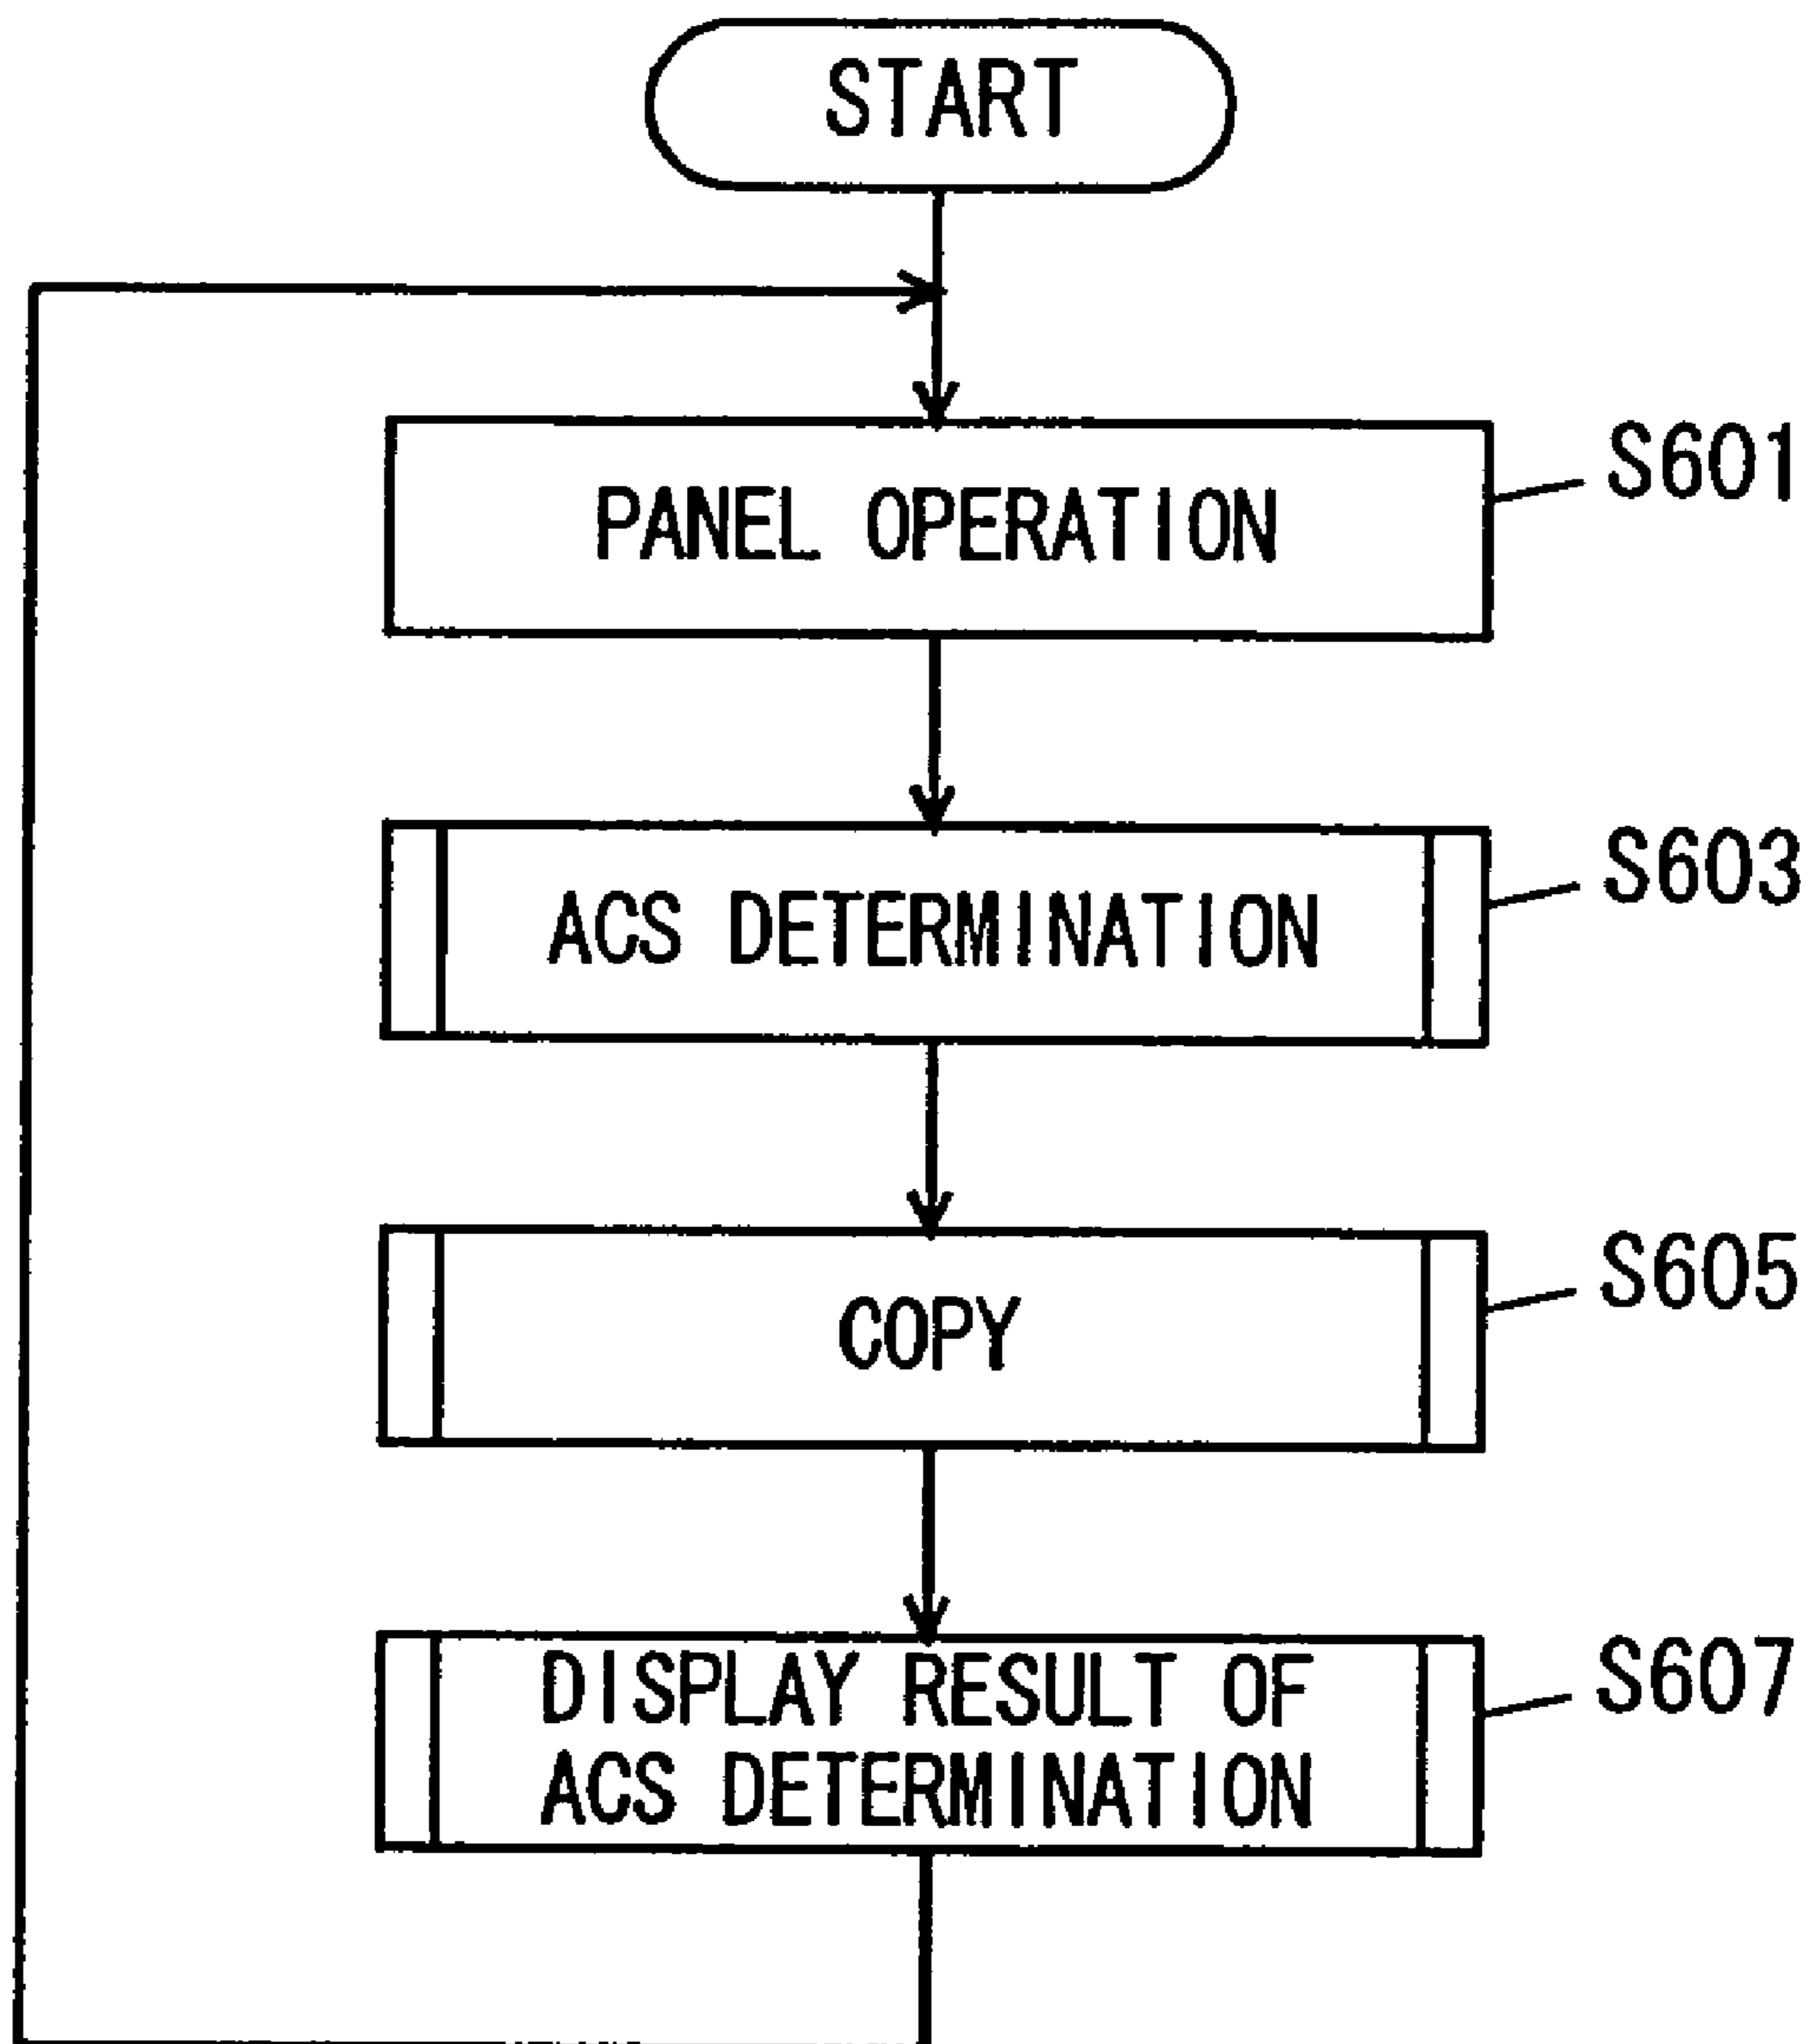 START
PANEL OPERATION
S601
ACS DETERMINATION
S603
COPY
S605
DISPLAY RESULT OF
ACS DETERMINATION
S607